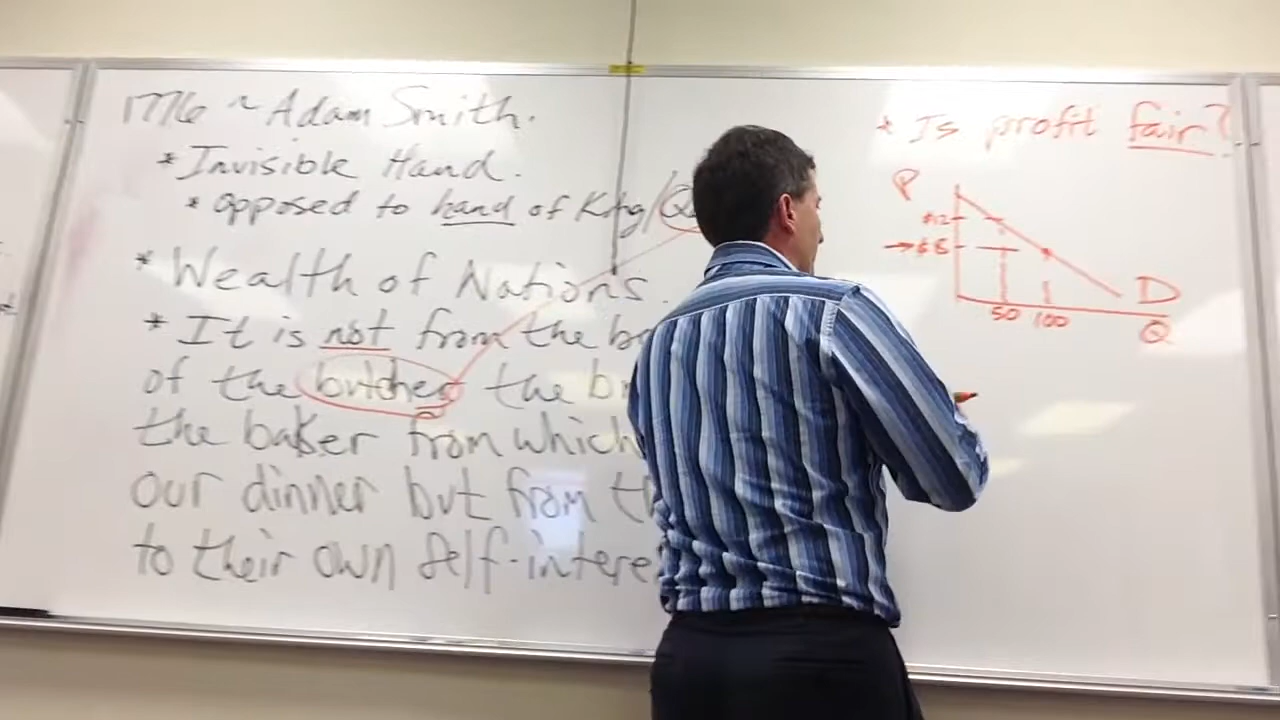 1776 ~ Adam Smith.
* Invisible Hand.
* opposed to hand of King/Q
* Wealth of Nations.
* It is not from the
of the butcher the
the baker from which
our dinner but from
to their own self-intere
* Is profit fair?
P
$12
→ $8
D
50 100
Q